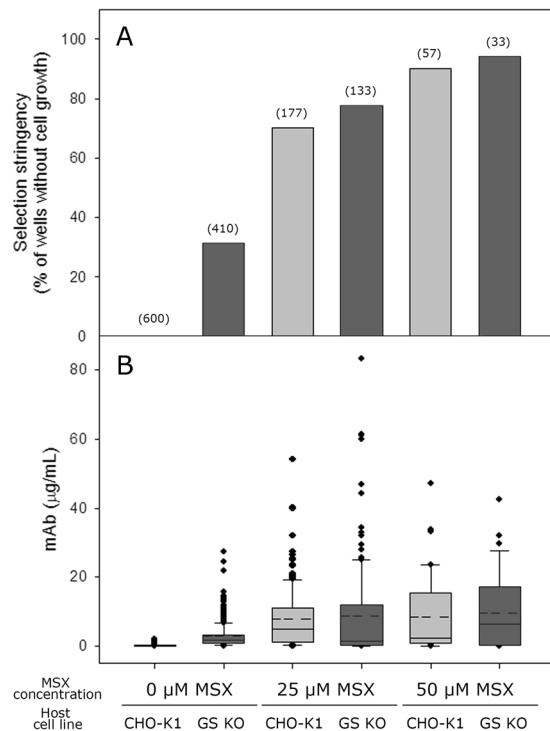 A
100
80
60
40
20
0
Selection stringency
(% of wells without cell growth)
(600)
(410)
(177)
(133)
(57)
(33)
B
80
60
40
20
0
mAb (µg/mL)
MSX
concentration
0 µM MSX
25 µM MSX
50 µM MSX
Host
cell line
CHO-K1
GS KO
CHO-K1
GS KO
CHO-K1
GS KO